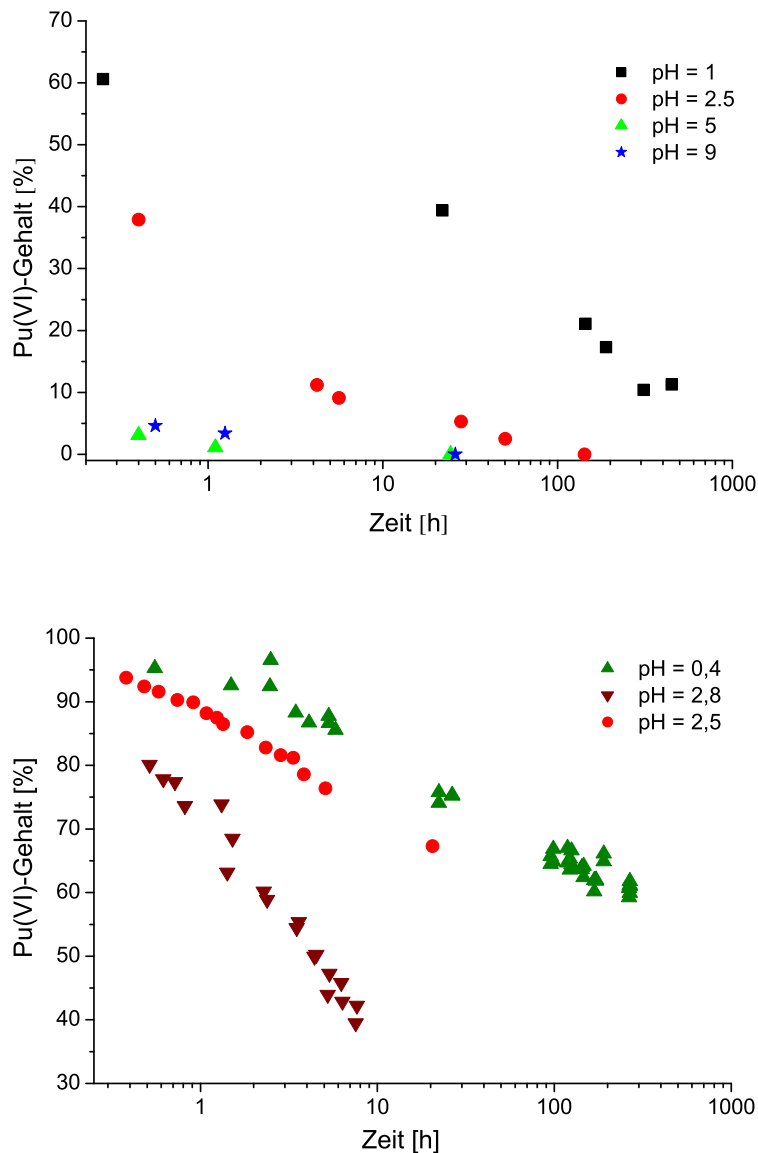 70
60
50
40
30
20
10
0
Pu(VI)-Gehalt [%]
pH = 1
pH = 2.5
pH = 5
pH = 9
1
10
100
1000
Zeit [h]
100
90
80
70
60
50
40
30
Pu(VI)-Gehalt [%]
pH = 0,4
pH = 2,8
pH = 2,5
1
10
100
1000
Zeit [h]